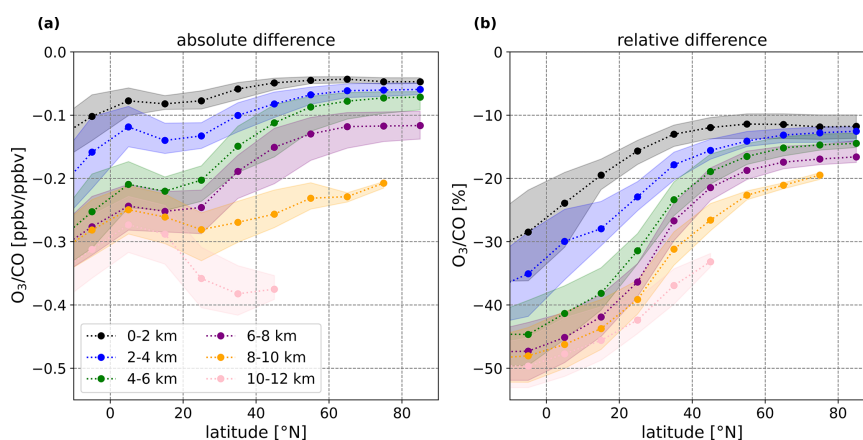 (a)
absolute difference
0.0
−0.1
−0.2
−0.3
−0.4
−0.5
O₃/CO [ppbv/ppbv]
0-2 km
2-4 km
4-6 km
6-8 km
8-10 km
10-12 km
0 20 40 60 80
latitude [°N]
(b)
relative difference
0
−10
−20
−30
−40
−50
O₃/CO [%]
0 20 40 60 80
latitude [°N]